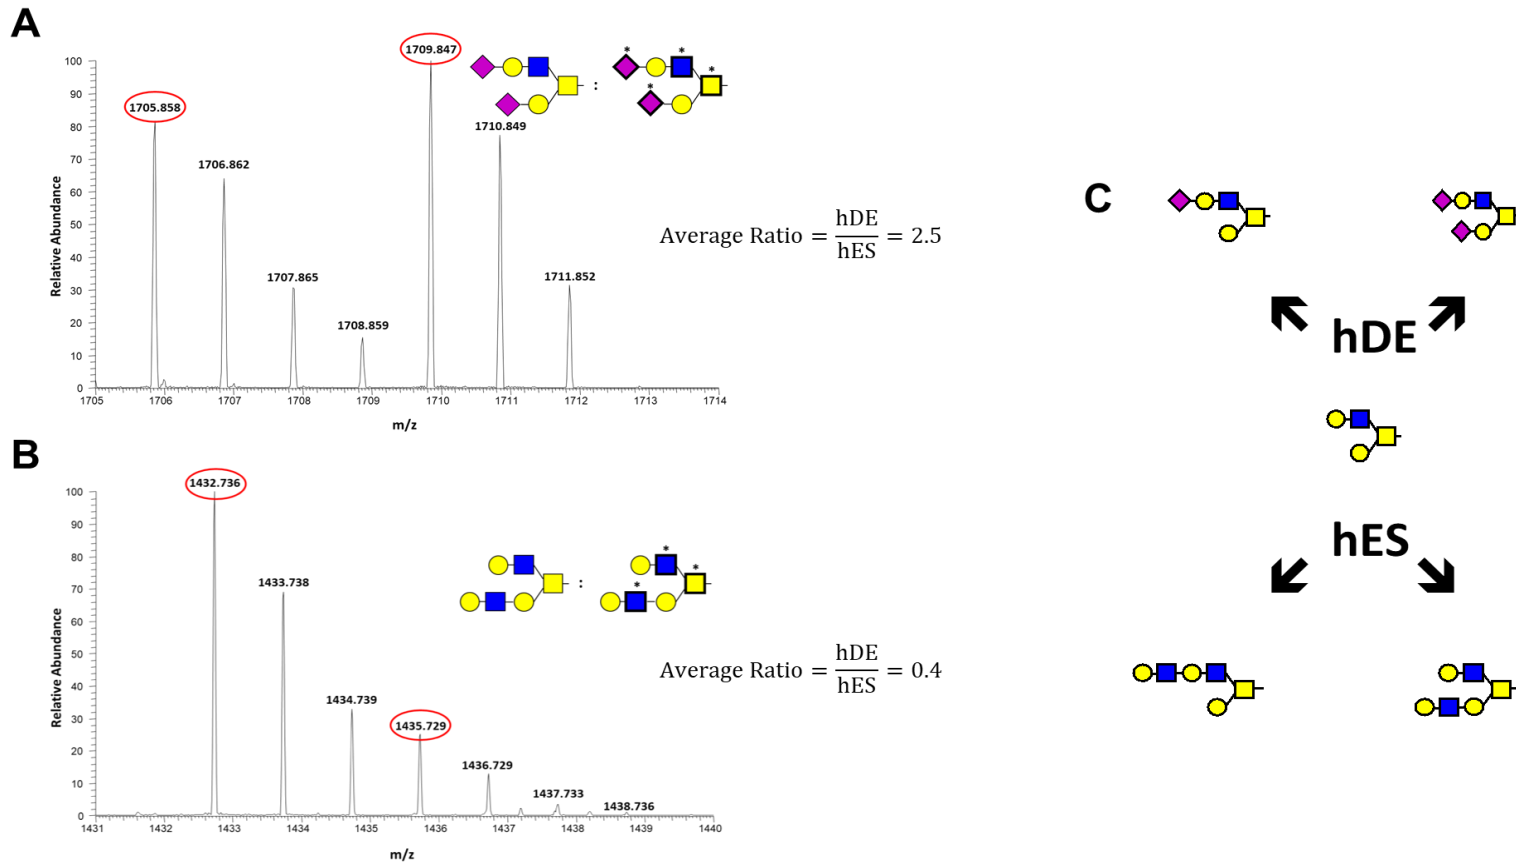 A
1709.847
1705.858
1710.849
1706.862
1707.865
1711.852
1708.859
* * *
*
:
100
90
80
70
60
50
40
30
20
10
0
Relative Abundance
1705 1706 1707 1708 1709 1710 1711 1712 1713 1714
m/z
Average Ratio = hDE / hES = 2.5
B
1432.736
1433.738
1434.739
1435.729
1436.729
1437.733
1438.736
* *
*
:
100
90
80
70
60
50
40
30
20
10
0
Relative Abundance
1431 1432 1433 1434 1435 1436 1437 1438 1439 1440
m/z
Average Ratio = hDE / hES = 0.4
C
hDE
hES